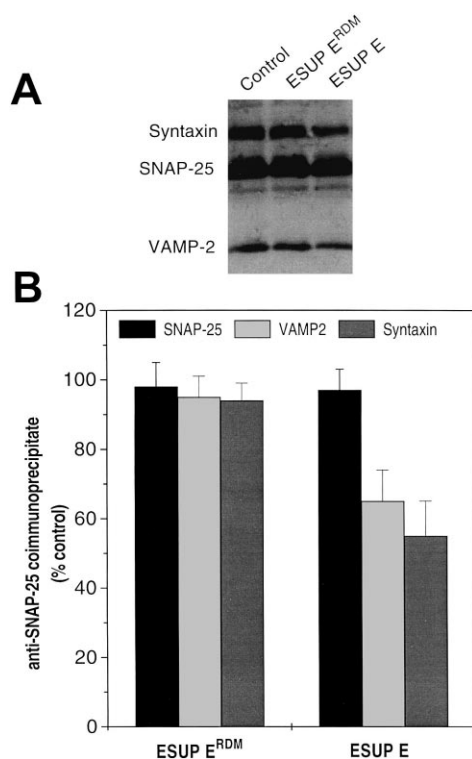 A
Control
ESUP E^RDM
ESUP E
Syntaxin
SNAP-25
VAMP-2
B
120
100
80
60
40
20
0
SNAP-25 VAMP2 Syntaxin
anti-SNAP-25 coimmunoprecipitate
(% control)
ESUP E^RDM ESUP E